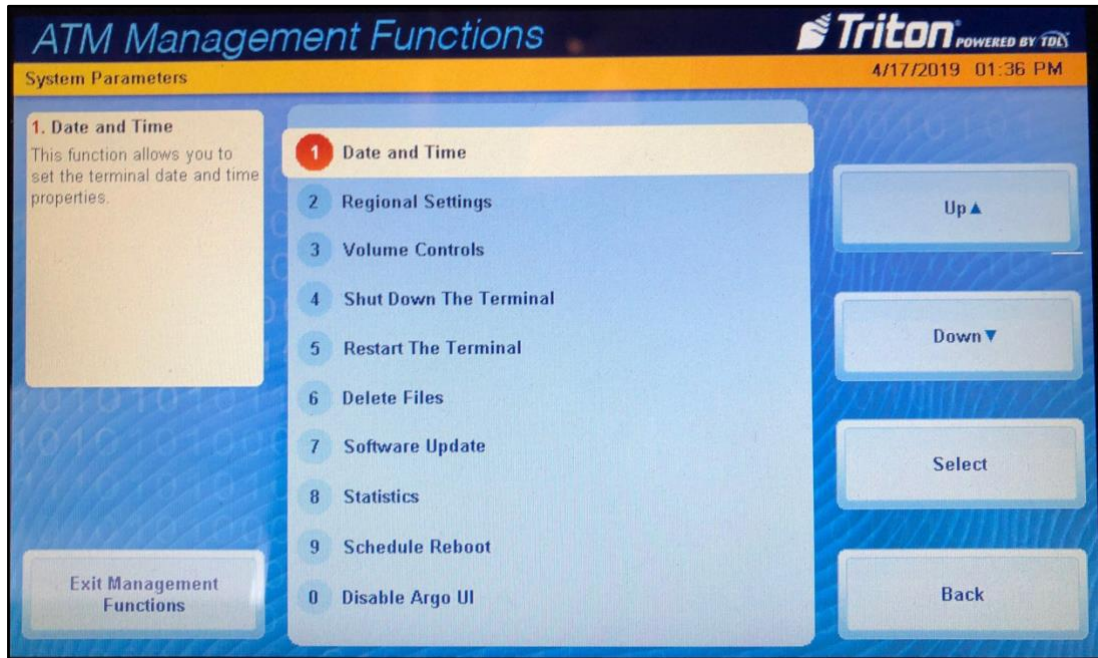 ATM Management Functions
Triton POWERED BY TDL
System Parameters
4/17/2019 01:36 PM
1. Date and Time
This function allows you to
set the terminal date and time
properties.
1 Date and Time
2 Regional Settings
3 Volume Controls
4 Shut Down The Terminal
5 Restart The Terminal
6 Delete Files
7 Software Update
8 Statistics
9 Schedule Reboot
0 Disable Argo UI
Up▲
Down▼
Select
Back
Exit Management
Functions